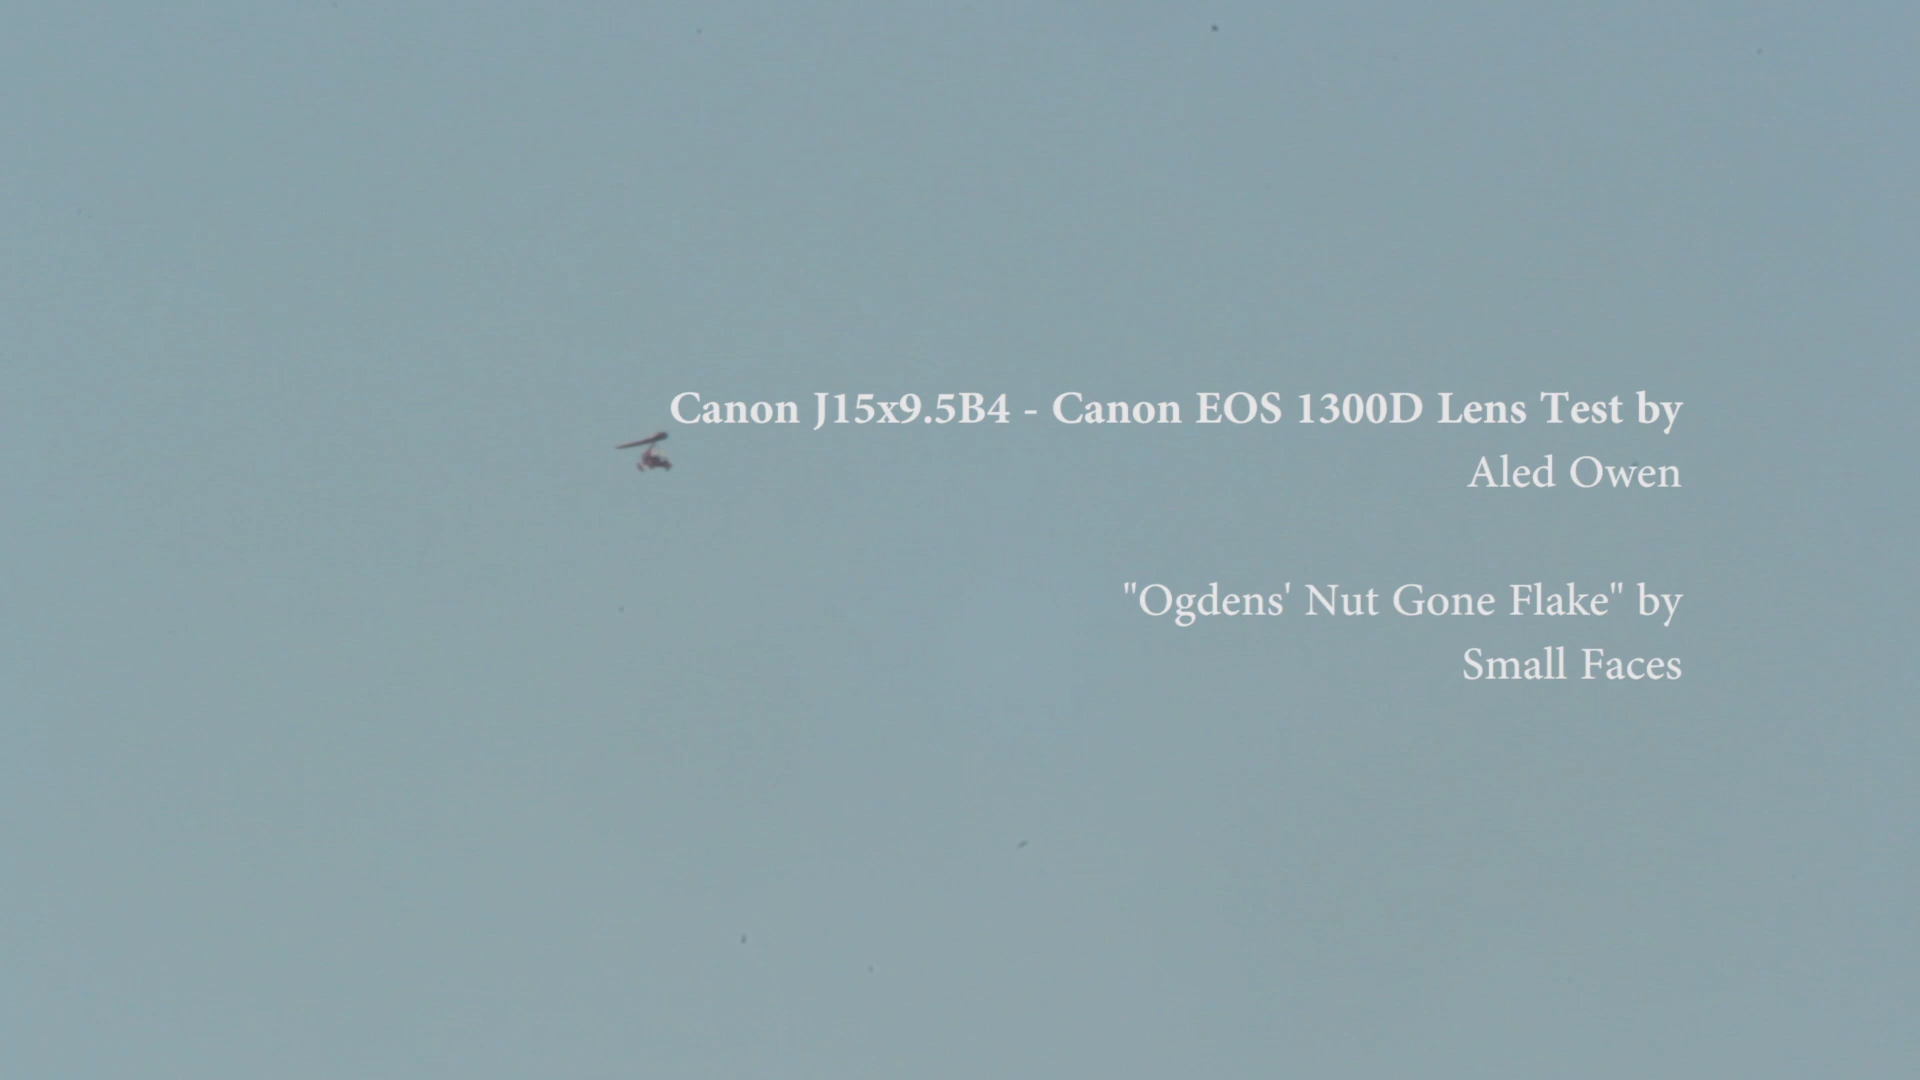 Canon J15x9.5B4 - Canon EOS 1300D Lens Test by
Aled Owen
"Ogdens' Nut Gone Flake" by
Small Faces